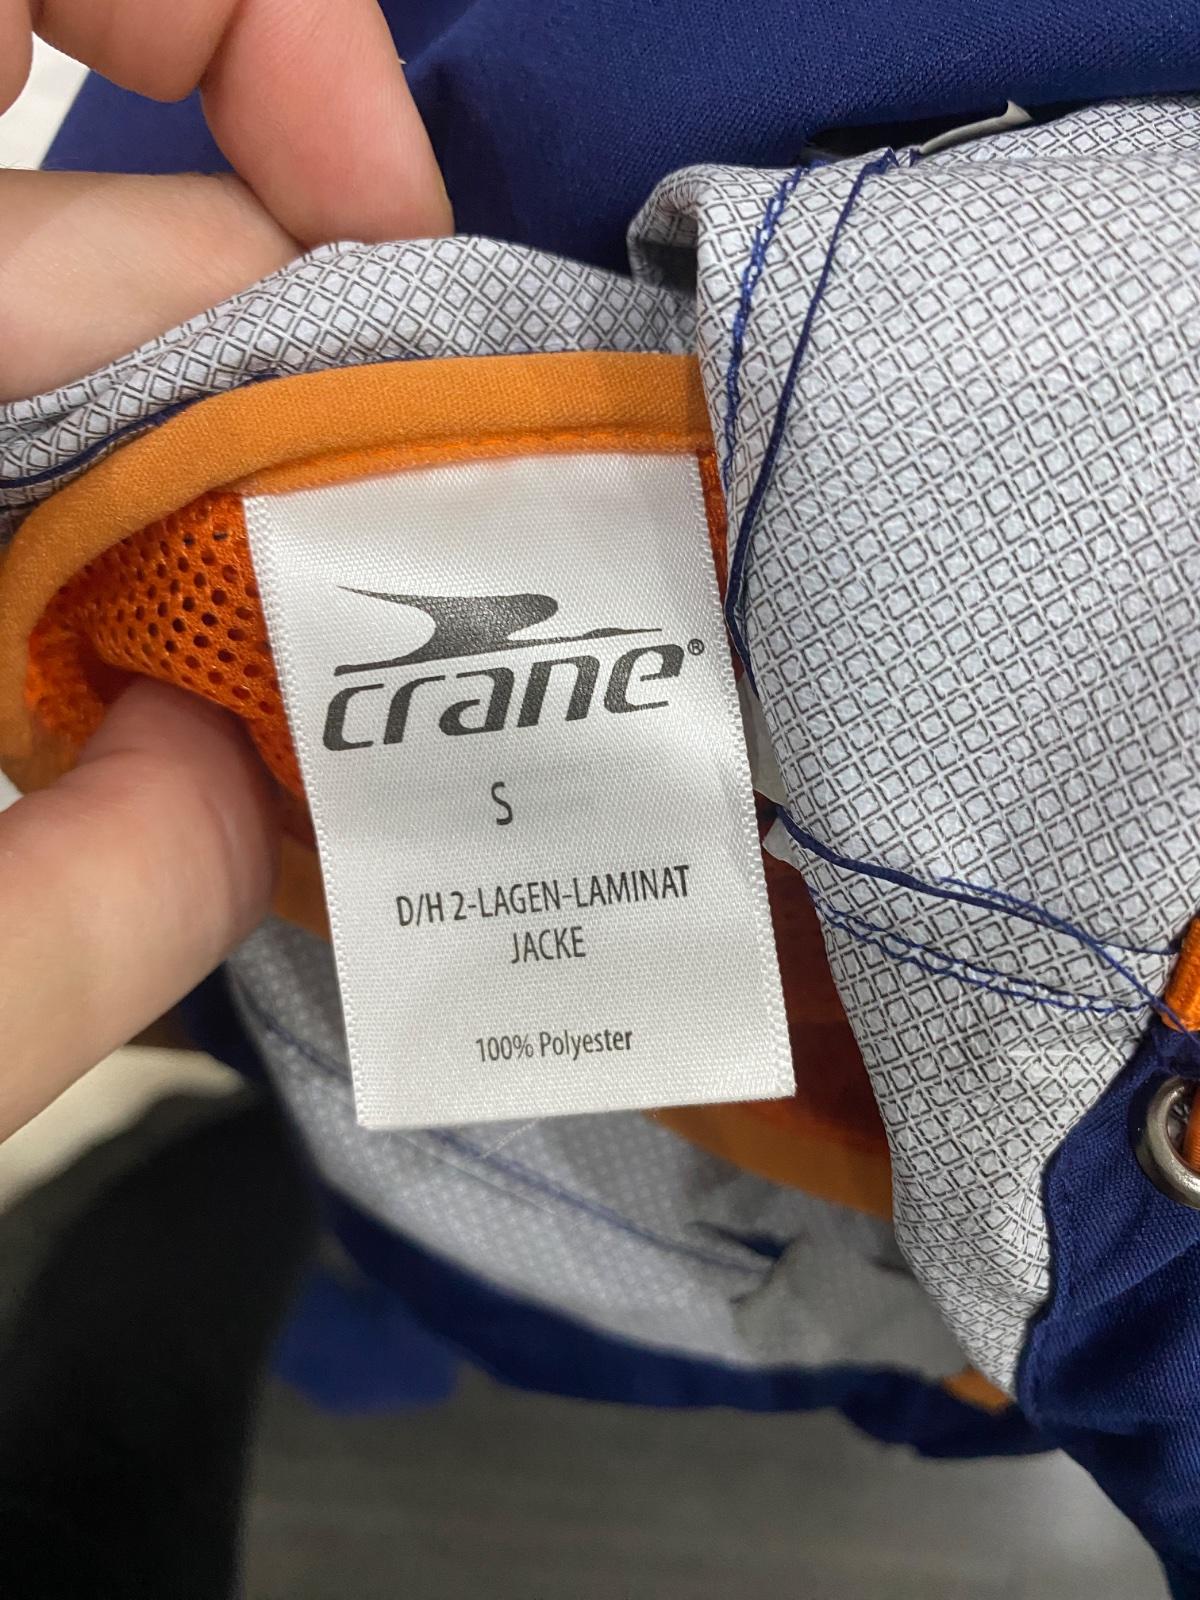 crane®
S
D/H 2-LAGEN-LAMINAT
JACKE
100% Polyester